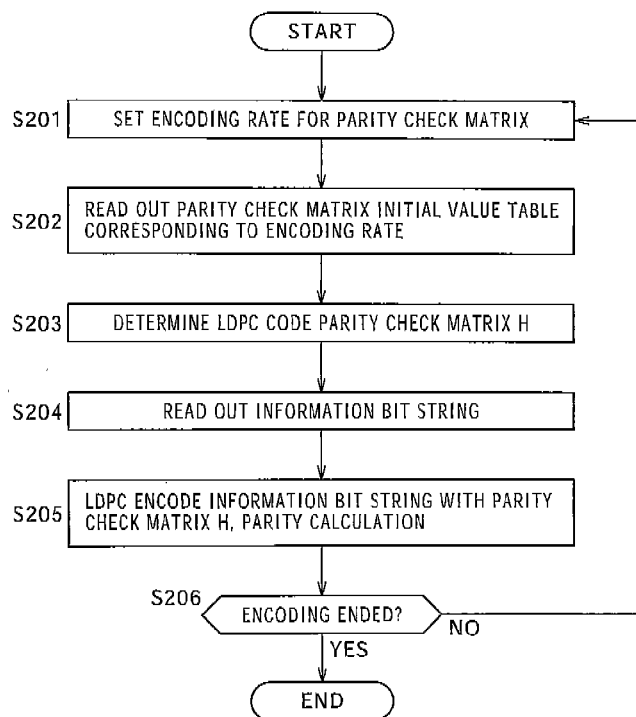 START
S201
SET ENCODING RATE FOR PARITY CHECK MATRIX
S202
READ OUT PARITY CHECK MATRIX INITIAL VALUE TABLE
CORRESPONDING TO ENCODING RATE
S203
DETERMINE LDPC CODE PARITY CHECK MATRIX H
S204
READ OUT INFORMATION BIT STRING
S205
LDPC ENCODE INFORMATION BIT STRING WITH PARITY
CHECK MATRIX H, PARITY CALCULATION
S206
ENCODING ENDED?
NO
YES
END